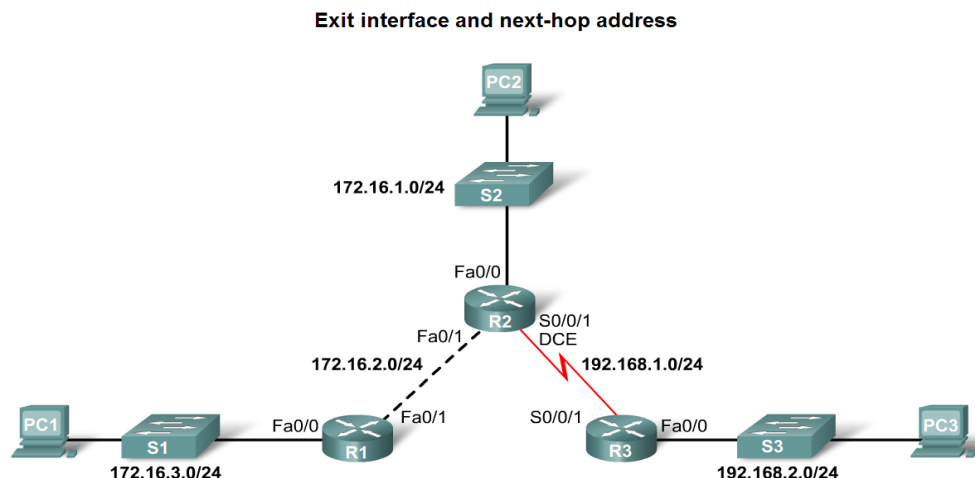 Exit interface and next-hop address
PC2
172.16.1.0/24
S2
Fa0/0
R2
S0/0/1
DCE
Fa0/1
172.16.2.0/24
192.168.1.0/24
PC1
S1
Fa0/0
Fa0/1
R1
S0/0/1
R3
Fa0/0
S3
PC3
172.16.3.0/24
192.168.2.0/24